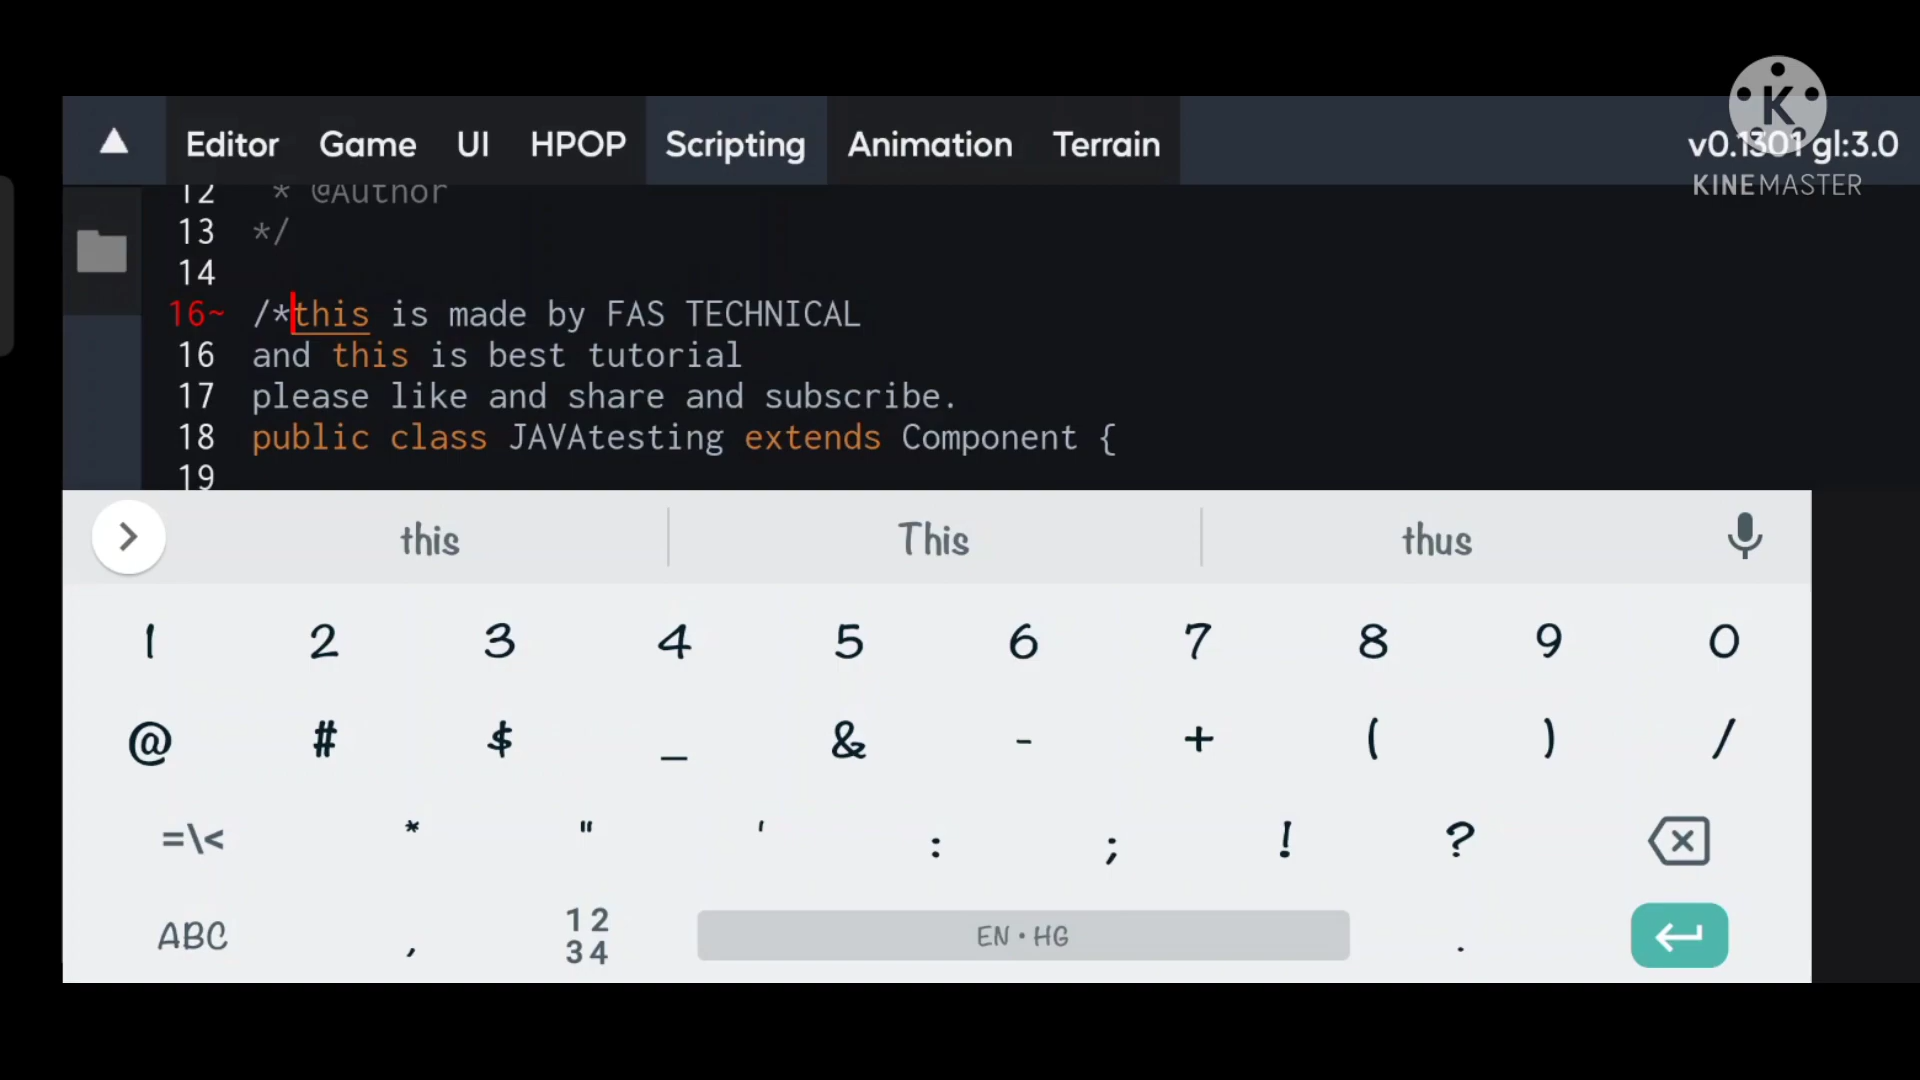 Editor Game UI HPOP Scripting Animation Terrain
v0.1301 gl:3.0
K
KINEMASTER
12 * @Author
13 */
14
16~ /*this is made by FAS TECHNICAL
16 and this is best tutorial
17 please like and share and subscribe.
18 public class JAVAtesting extends Component {
19
this This thus
1 2 3 4 5 6 7 8 9 0
@ # $ _ & - + ( ) /
=\< * " ' : ; ! ?
ABC , 12 34 EN • HG .